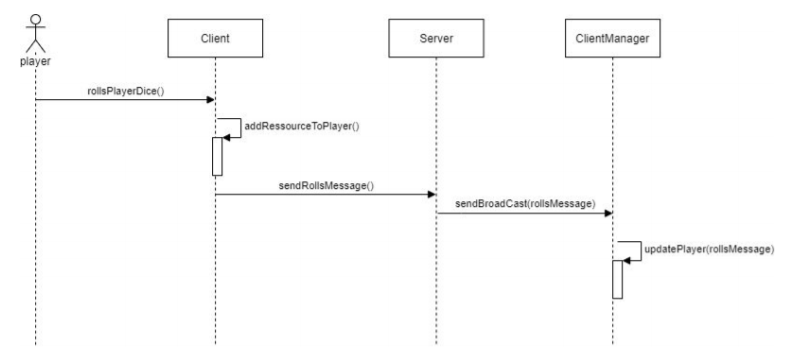 Client
Server
ClientManager
player
rollsPlayerDice()
addRessourceToPlayer()
sendRollsMessage()
sendBroadCast(rollsMessage)
updatePlayer(rollsMessage)